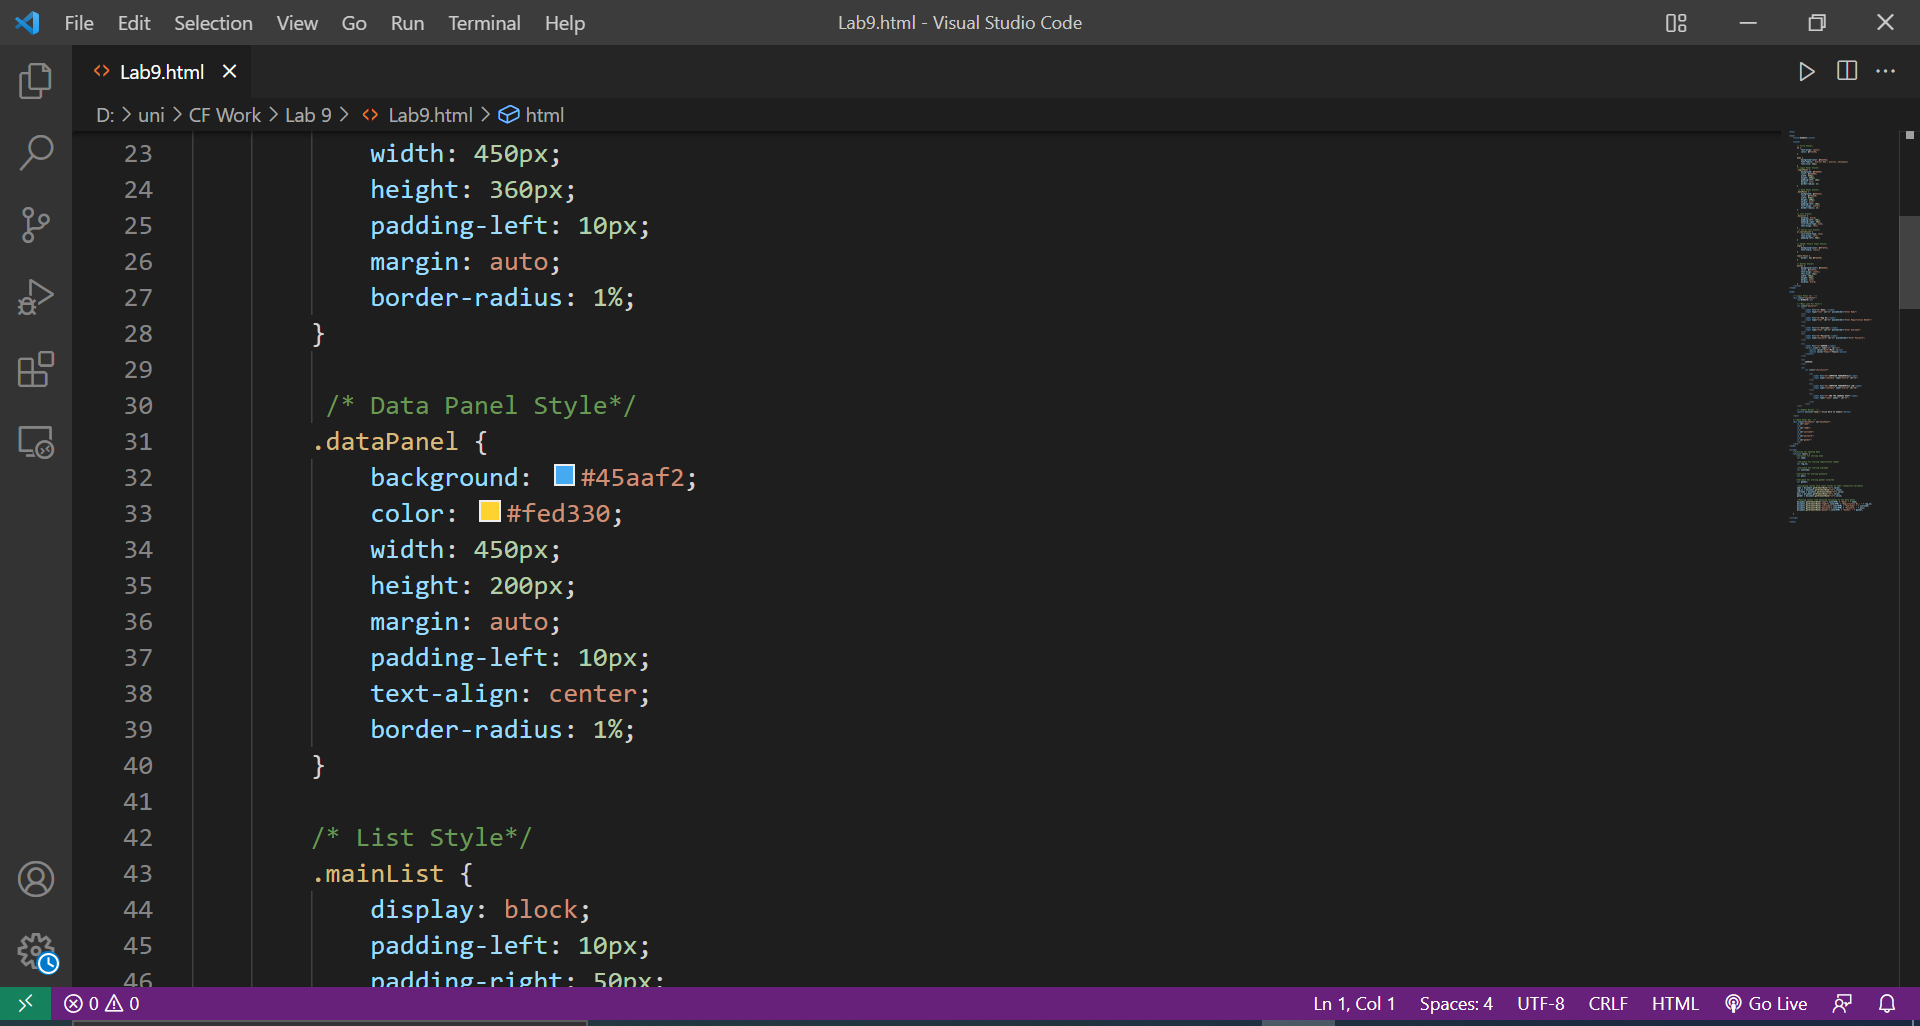 File Edit Selection View Go Run Terminal Help Lab9.html - Visual Studio Code
Lab9.html
D: > uni > CF Work > Lab 9 > Lab9.html > html
23 width: 450px;
24 height: 360px;
25 padding-left: 10px;
26 margin: auto;
27 border-radius: 1%;
28 }
29
30 /* Data Panel Style*/
31 .dataPanel {
32 background: #45aaf2;
33 color: #fed330;
34 width: 450px;
35 height: 200px;
36 margin: auto;
37 padding-left: 10px;
38 text-align: center;
39 border-radius: 1%;
40 }
41
42 /* List Style*/
43 .mainList {
44 display: block;
45 padding-left: 10px;
46 padding-right: 50px;
0 0 Ln 1, Col 1 Spaces: 4 UTF-8 CRLF HTML Go Live